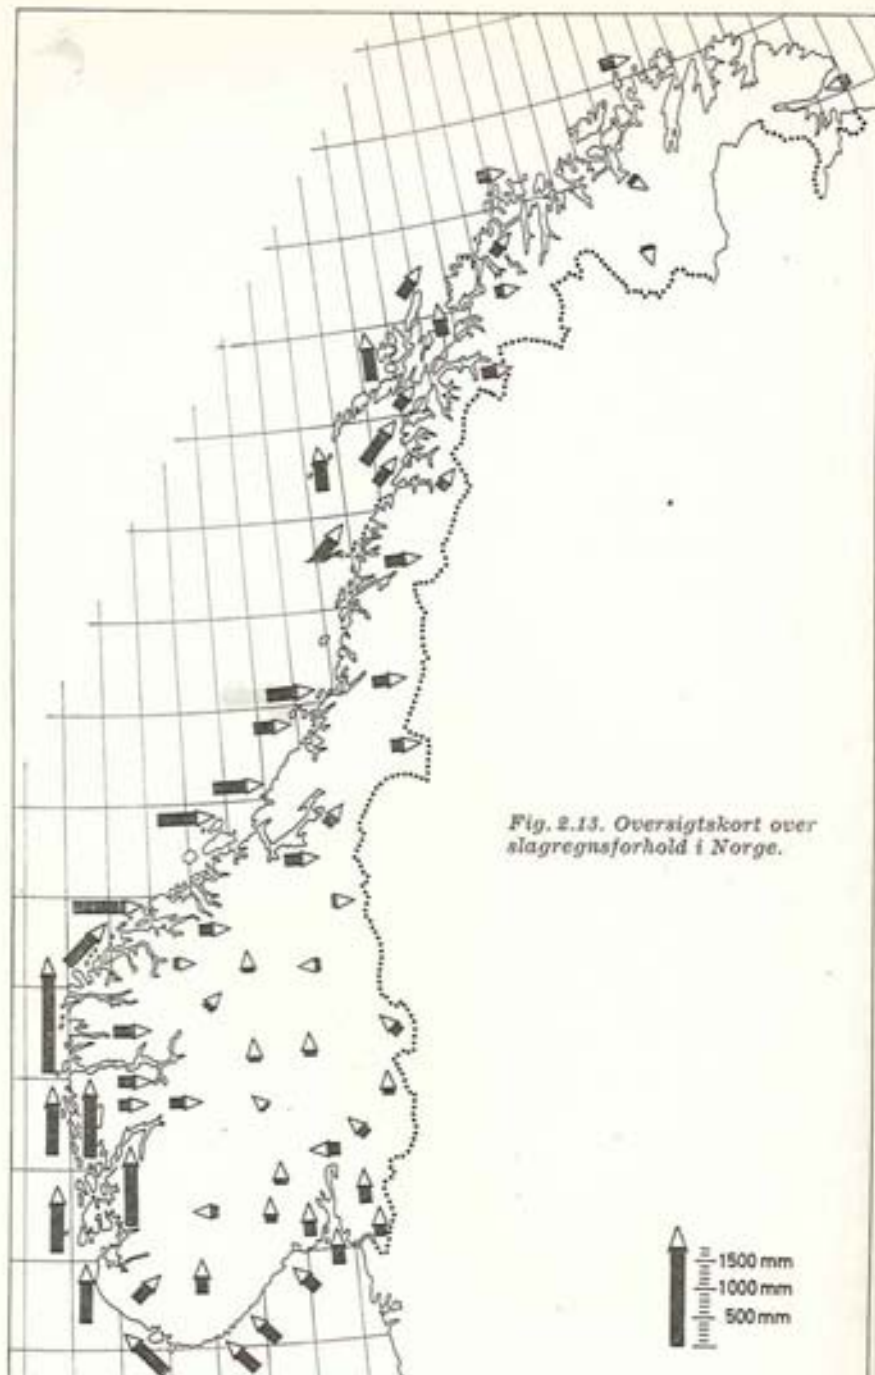 Fig. 2.13. Oversigtskort over
slagregnsforhold i Norge.
1500 mm
1000 mm
500 mm